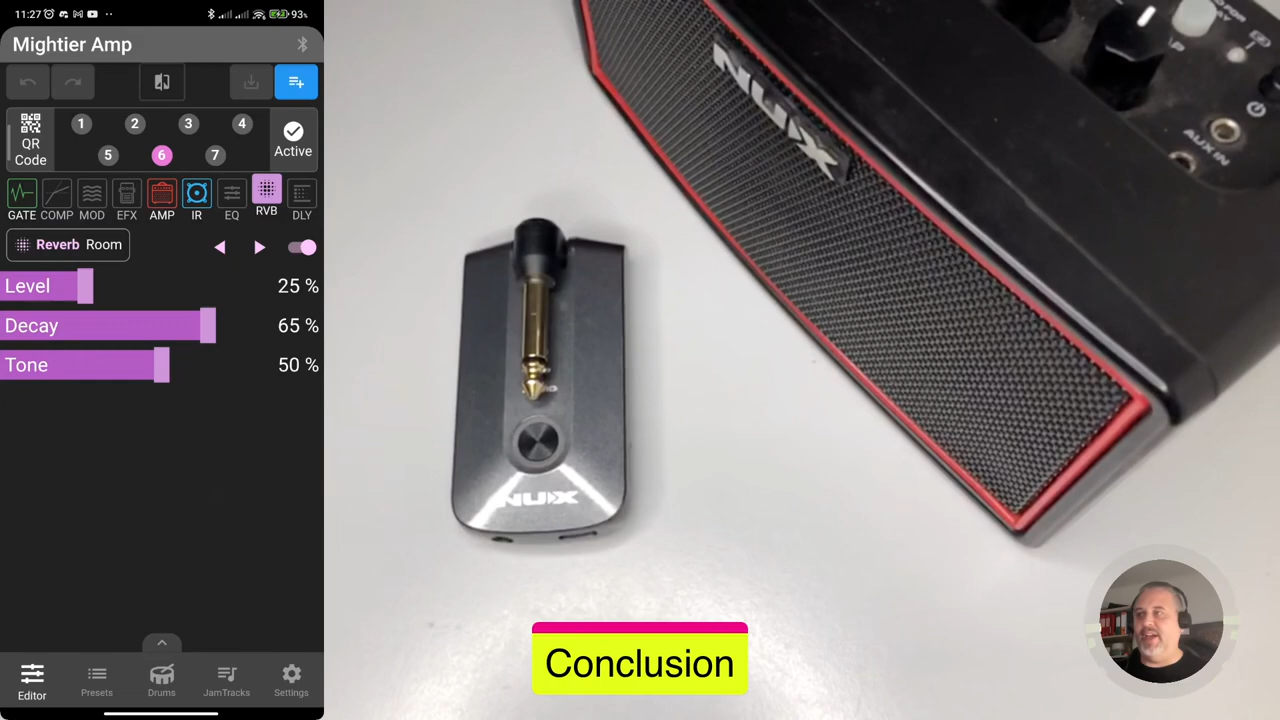 11:27
93%
Mightier Amp
1
2
3
4
QR
Code
5
6
7
Active
GATE
COMP
MOD
EFX
AMP
IR
EQ
RVB
DLY
Reverb Room
Level
25 %
Decay
65 %
Tone
50 %
Editor
Presets
Drums
JamTracks
Settings
NUX
NUX
AUX IN
Conclusion